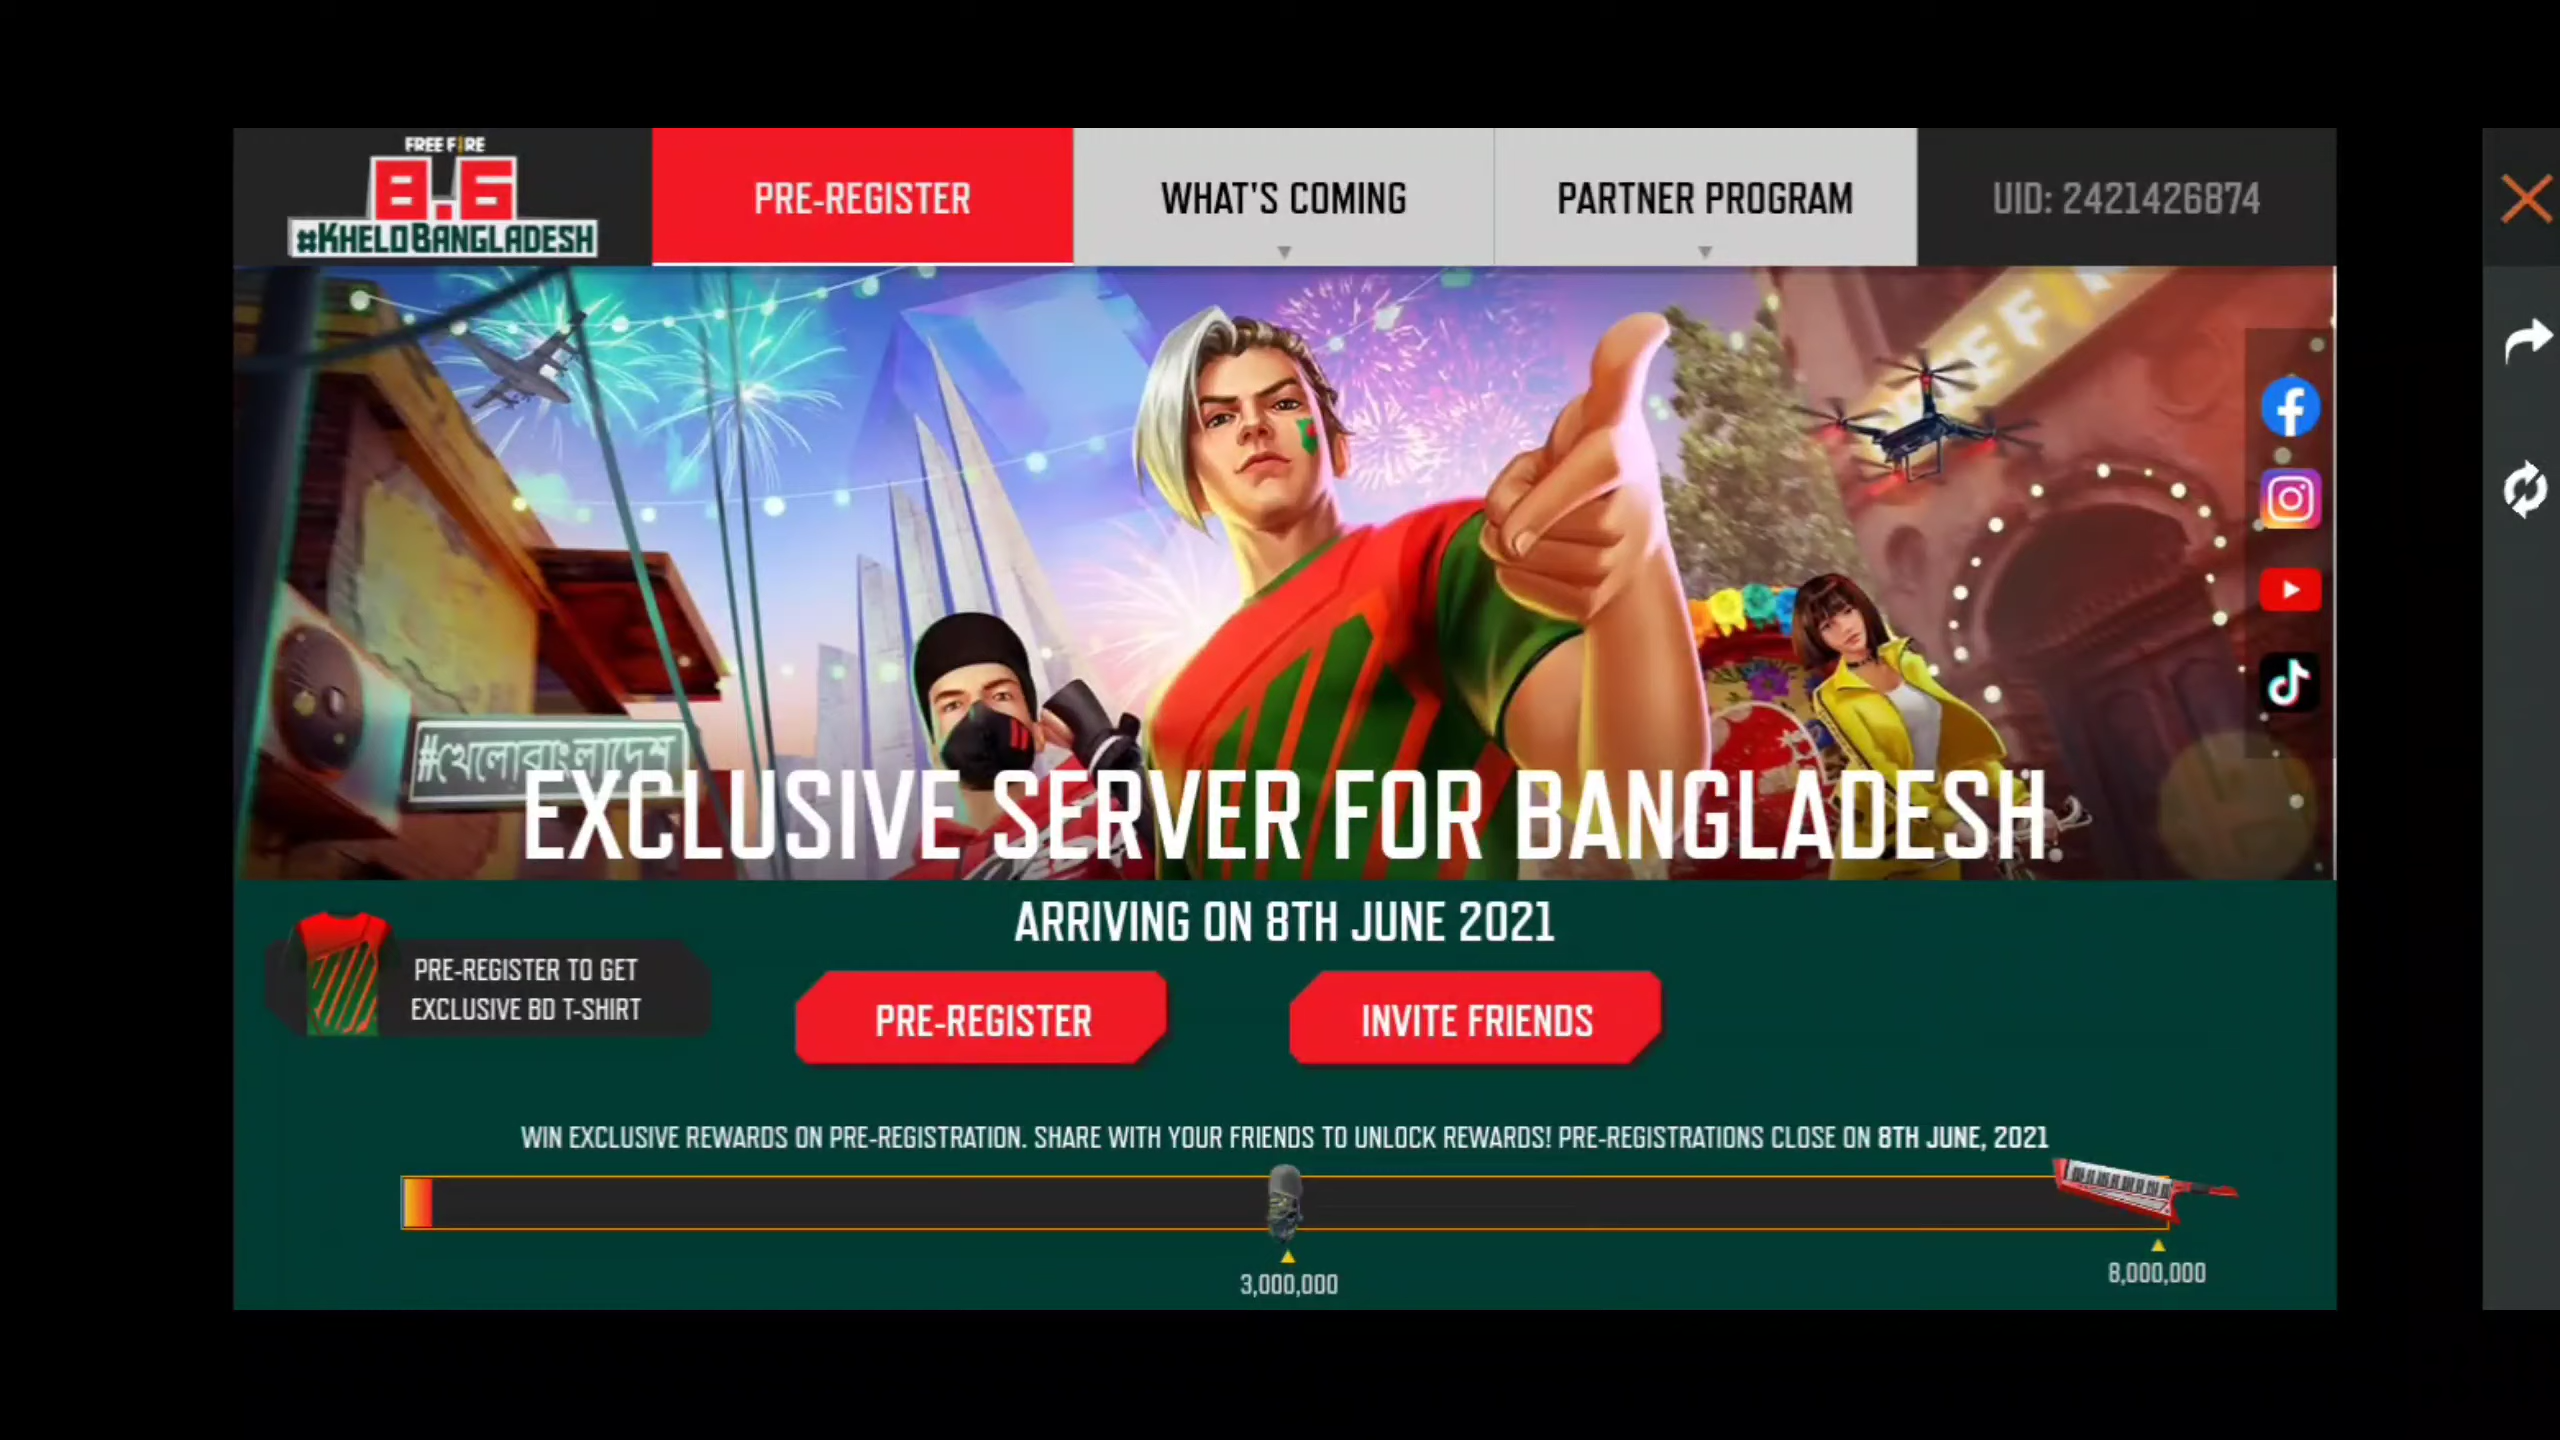 FREE FIRE
8.6
#KHELOBANGLADESH
PRE-REGISTER
WHAT'S COMING
PARTNER PROGRAM
UID: 2421426874
#খেলোবাংলাদেশ
EXCLUSIVE SERVER FOR BANGLADESH
ARRIVING ON 8TH JUNE 2021
PRE-REGISTER TO GET
EXCLUSIVE BD T-SHIRT
PRE-REGISTER
INVITE FRIENDS
WIN EXCLUSIVE REWARDS ON PRE-REGISTRATION. SHARE WITH YOUR FRIENDS TO UNLOCK REWARDS! PRE-REGISTRATIONS CLOSE ON 8TH JUNE, 2021
3,000,000
8,000,000